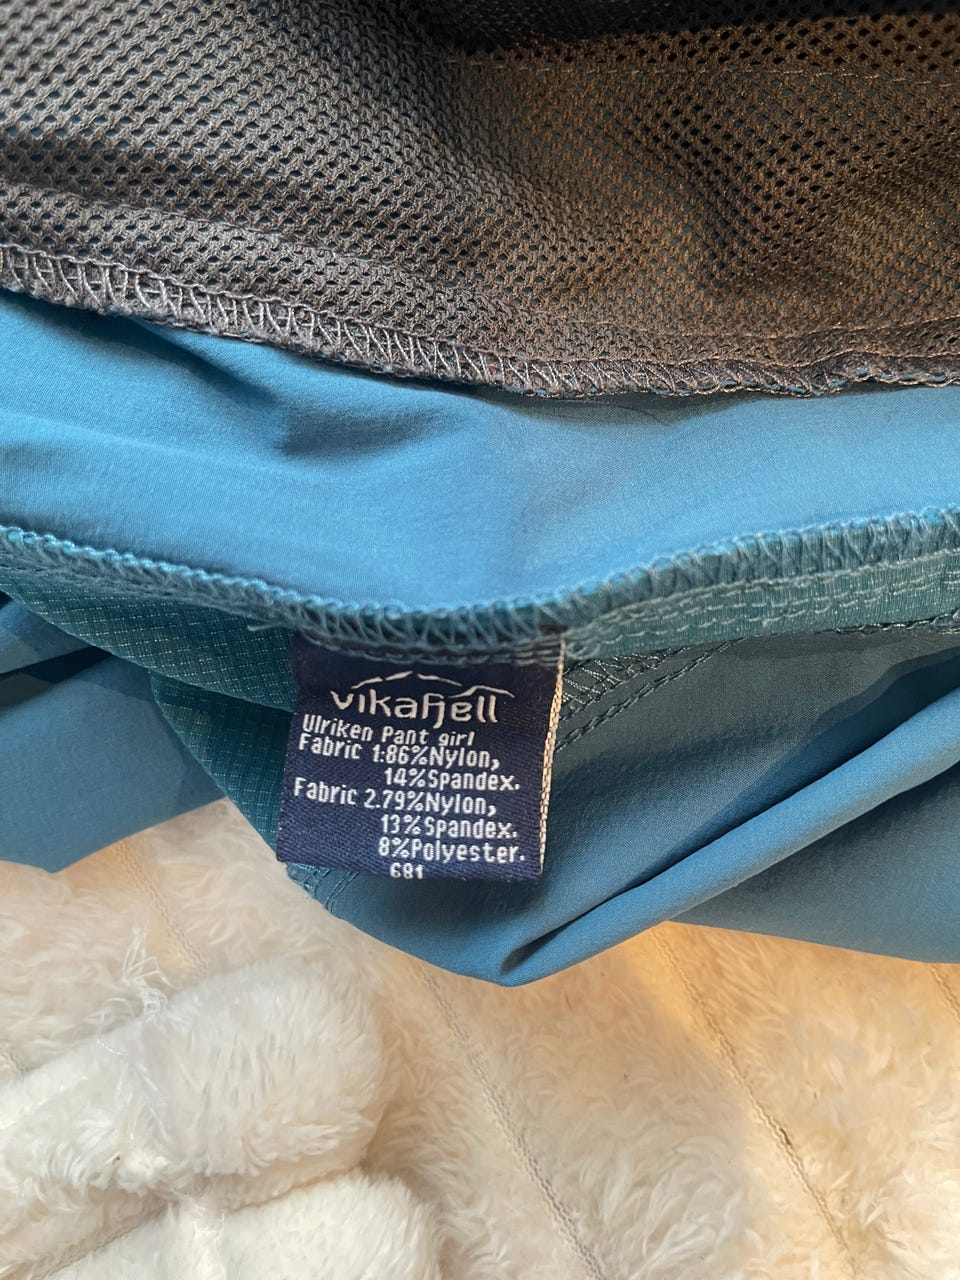 vikafjell
Ulriken Pant girl
Fabric 1:86%Nylon,
14%Spandex.
Fabric 2.79%Nylon,
13%Spandex.
8%Polyester.
681